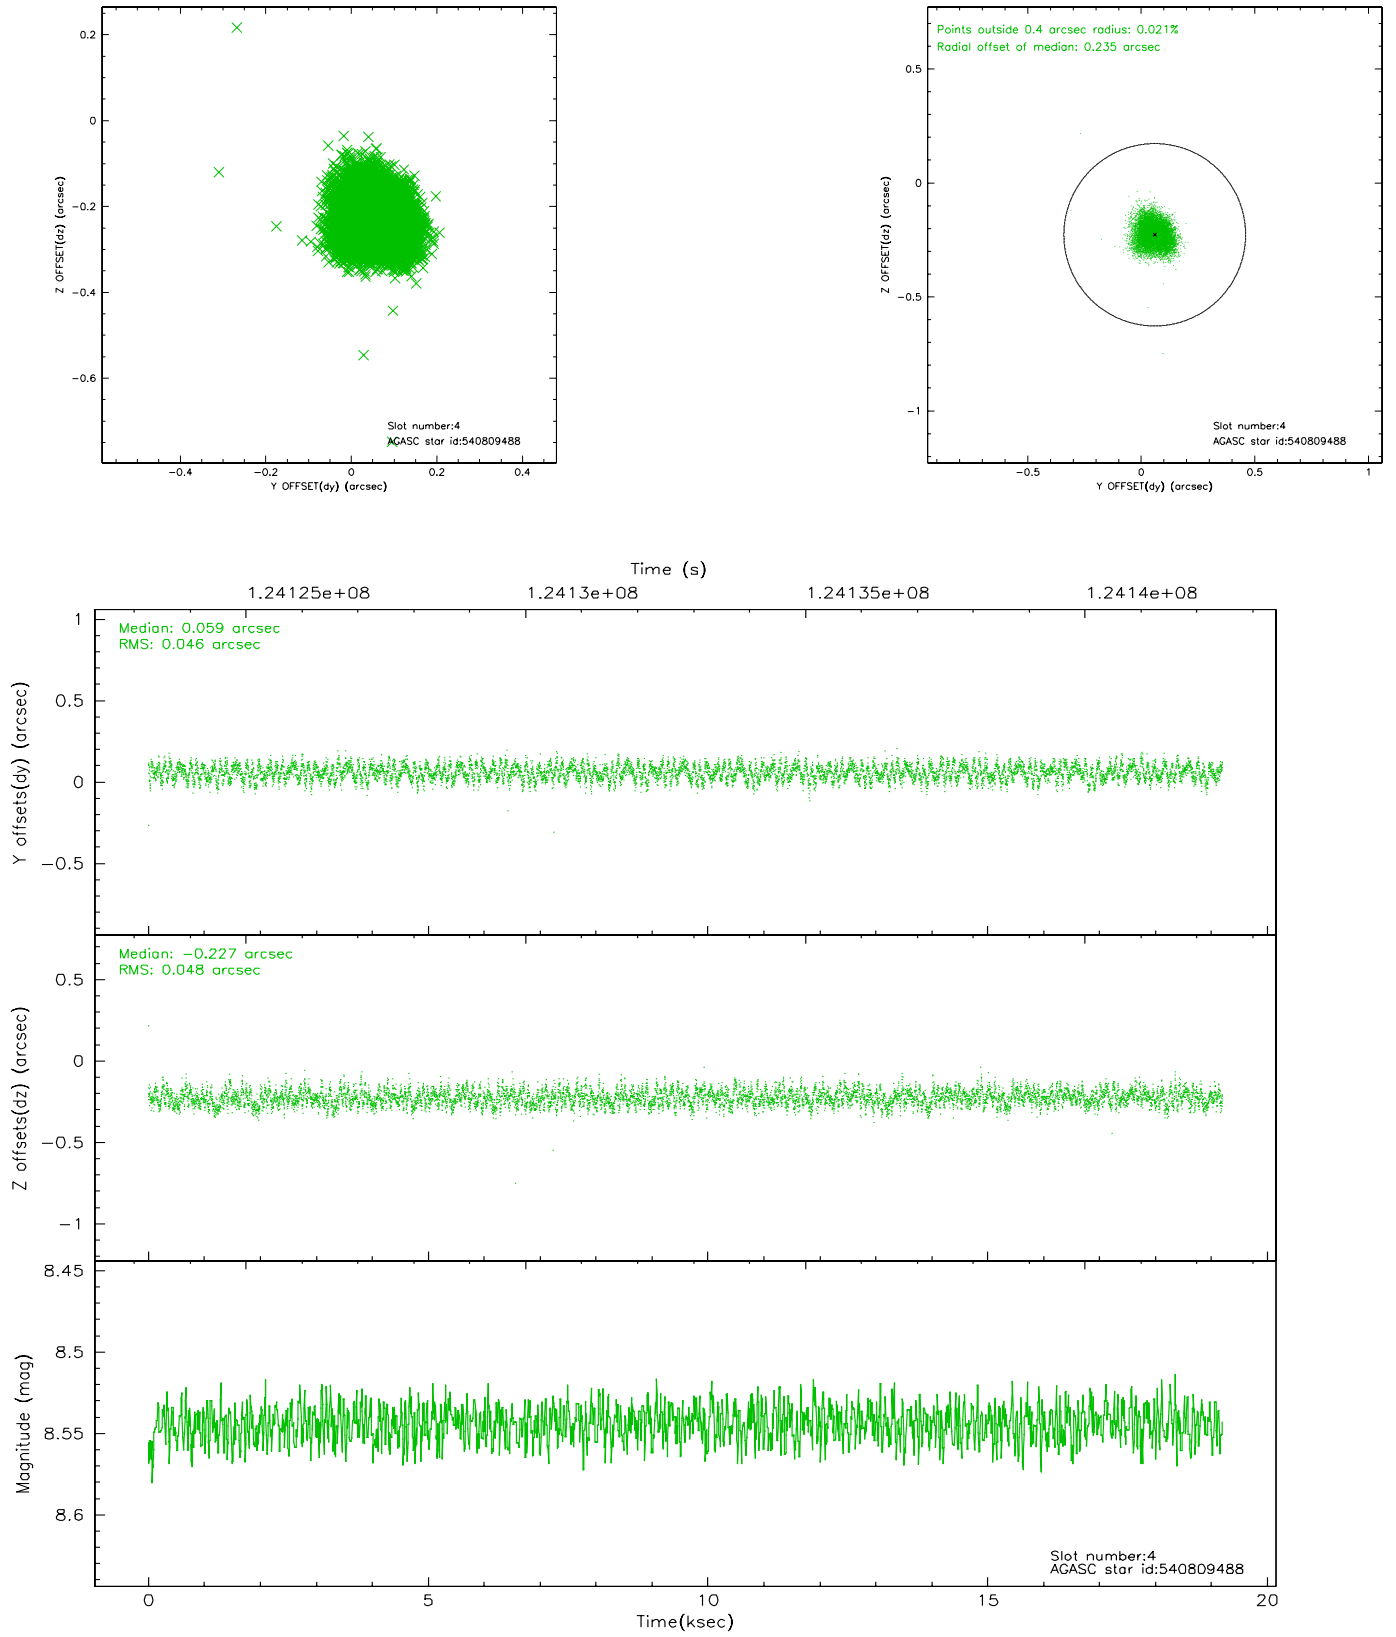 0.2
0
−0.2
−0.4
−0.6
Z OFFSET(dz) (arcsec)
Slot number:4
AGASC star id:540809488
−0.4 −0.2 0 0.2 0.4
Y OFFSET(dy) (arcsec)
Points outside 0.4 arcsec radius: 0.021%
Radial offset of median: 0.235 arcsec
0.5
0
−0.5
−1
Z OFFSET(dz) (arcsec)
Slot number:4
AGASC star id:540809488
−0.5 0 0.5 1
Y OFFSET(dy) (arcsec)
Time (s)
1.24125e+08 1.2413e+08 1.24135e+08 1.2414e+08
Median: 0.059 arcsec
RMS: 0.046 arcsec
1
0.5
0
−0.5
Y offsets(dy) (arcsec)
Median: −0.227 arcsec
RMS: 0.048 arcsec
0.5
0
−0.5
−1
Z offsets(dz) (arcsec)
8.45
8.5
8.55
8.6
Magnitude (mag)
Slot number:4
AGASC star id:540809488
0 5 10 15 20
Time(ksec)